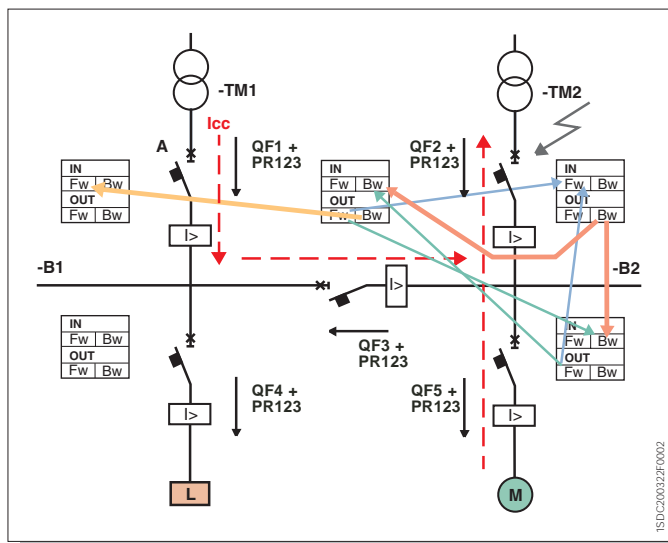 -TM1
-TM2
A
Icc
QF1 +
PR123
QF2 +
PR123
IN
Fw Bw
OUT
Fw Bw
IN
Fw Bw
OUT
Fw Bw
IN
Fw Bw
OUT
Fw Bw
I>
I>
-B1
-B2
I>
IN
Fw Bw
OUT
Fw Bw
QF3 +
PR123
IN
Fw Bw
OUT
Fw Bw
QF4 +
PR123
QF5 +
PR123
I>
I>
L
M
1SDC200322F0002